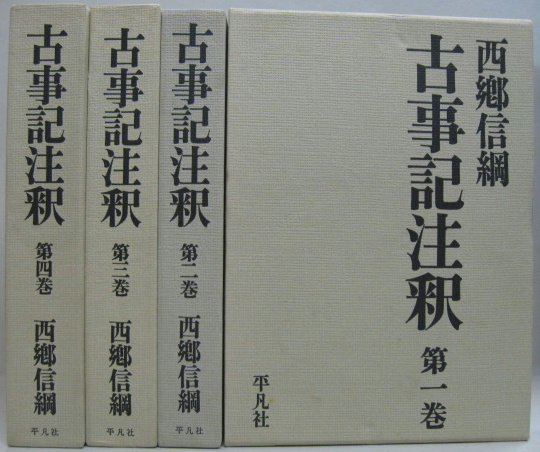 西郷信綱
古事記注釈
第一巻
平凡社
古事記注釈
第二巻
西郷信綱
平凡社
古事記注釈
第三巻
西郷信綱
平凡社
古事記注釈
第四巻
西郷信綱
平凡社